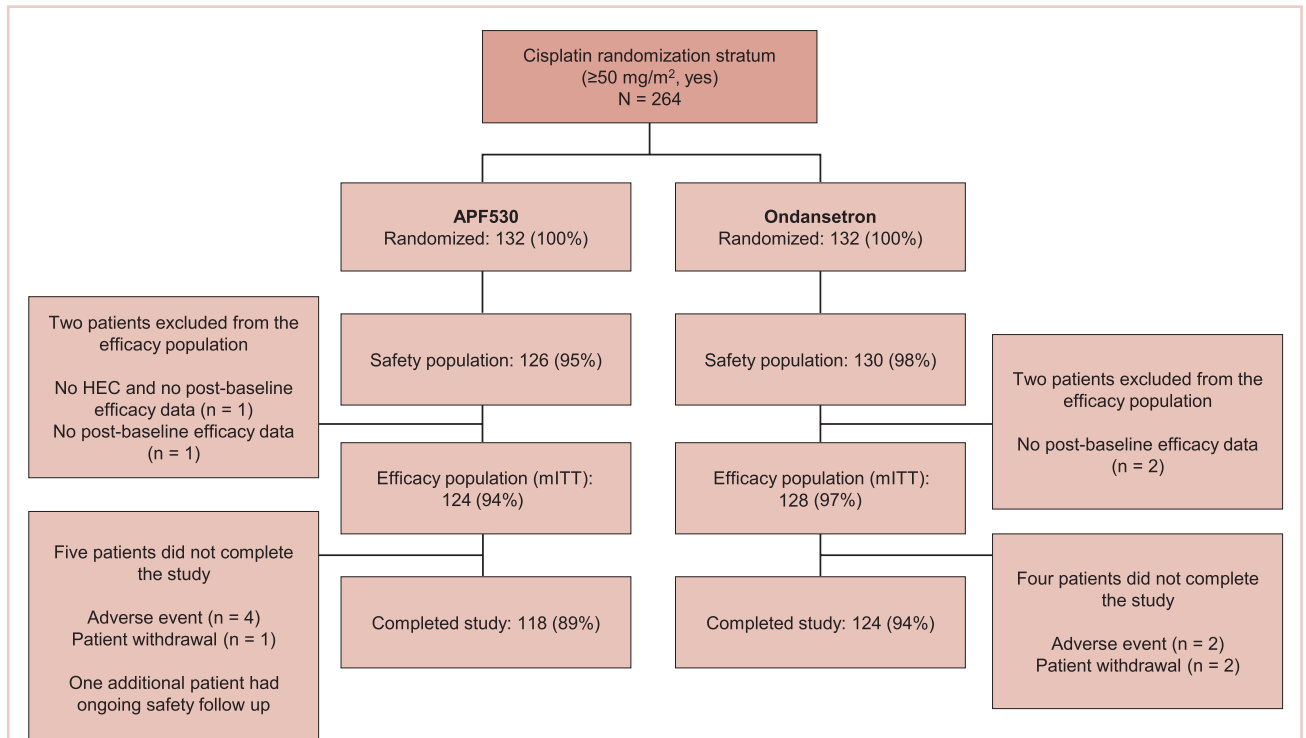 Cisplatin randomization stratum
(≥50 mg/m², yes)
N = 264
APF530
Randomized: 132 (100%)
Ondansetron
Randomized: 132 (100%)
Two patients excluded from the
efficacy population
No HEC and no post-baseline
efficacy data (n = 1)
No post-baseline efficacy data
(n = 1)
Safety population: 126 (95%)
Safety population: 130 (98%)
Two patients excluded from the
efficacy population
No post-baseline efficacy data
(n = 2)
Efficacy population (mITT):
124 (94%)
Efficacy population (mITT):
128 (97%)
Five patients did not complete
the study
Adverse event (n = 4)
Patient withdrawal (n = 1)
One additional patient had
ongoing safety follow up
Completed study: 118 (89%)
Completed study: 124 (94%)
Four patients did not complete
the study
Adverse event (n = 2)
Patient withdrawal (n = 2)